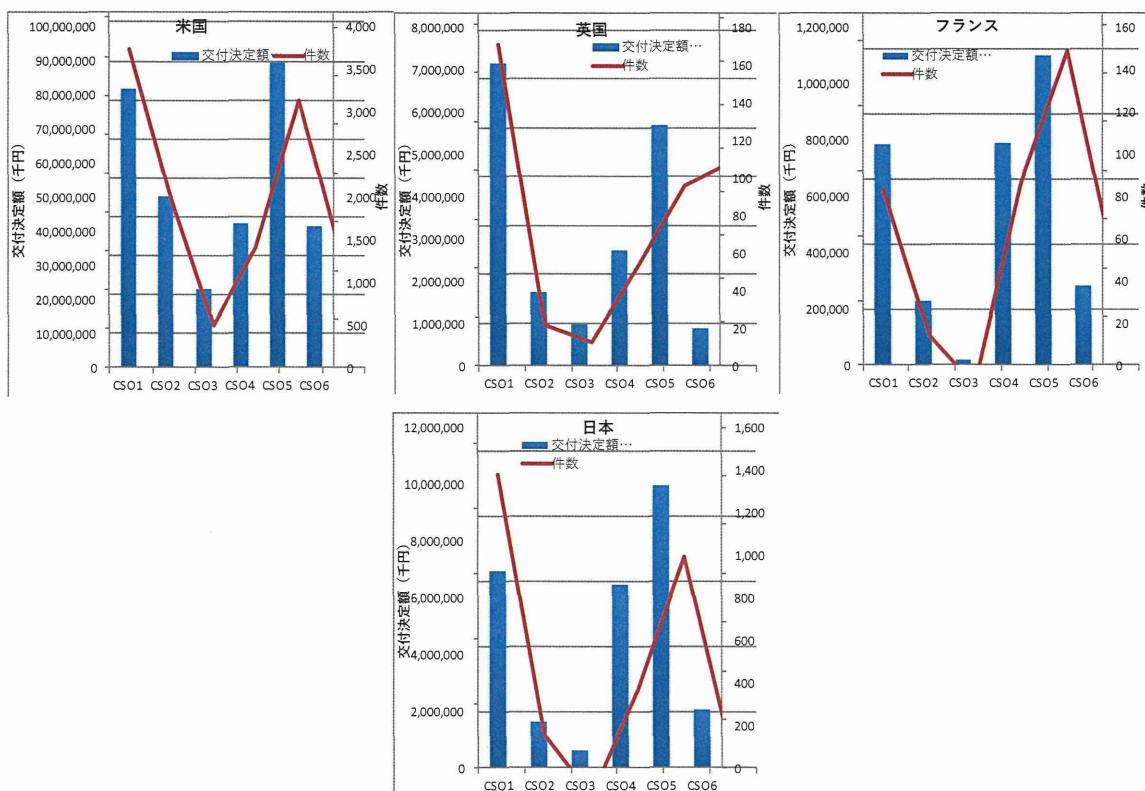 米国
交付決定額
件数
100,000,000
90,000,000
80,000,000
70,000,000
60,000,000
50,000,000
40,000,000
30,000,000
20,000,000
10,000,000
0
交付決定額（千円）
4,000
3,500
3,000
2,500
2,000
1,500
1,000
500
0
件数
CSO1
CSO2
CSO3
CSO4
CSO5
CSO6
英国
交付決定額…
件数
8,000,000
7,000,000
6,000,000
5,000,000
4,000,000
3,000,000
2,000,000
1,000,000
0
交付決定額（千円）
180
160
140
120
100
80
60
40
20
0
件数
CSO1
CSO2
CSO3
CSO4
CSO5
CSO6
フランス
交付決定額…
件数
1,200,000
1,000,000
800,000
600,000
400,000
200,000
0
交付決定額（千円）
160
140
120
100
80
60
40
20
0
件数
CSO1
CSO2
CSO3
CSO4
CSO5
CSO6
日本
交付決定額…
件数
12,000,000
10,000,000
8,000,000
6,000,000
4,000,000
2,000,000
0
交付決定額（千円）
1,600
1,400
1,200
1,000
800
600
400
200
0
CSO1
CSO2
CSO3
CSO4
CSO5
CSO6